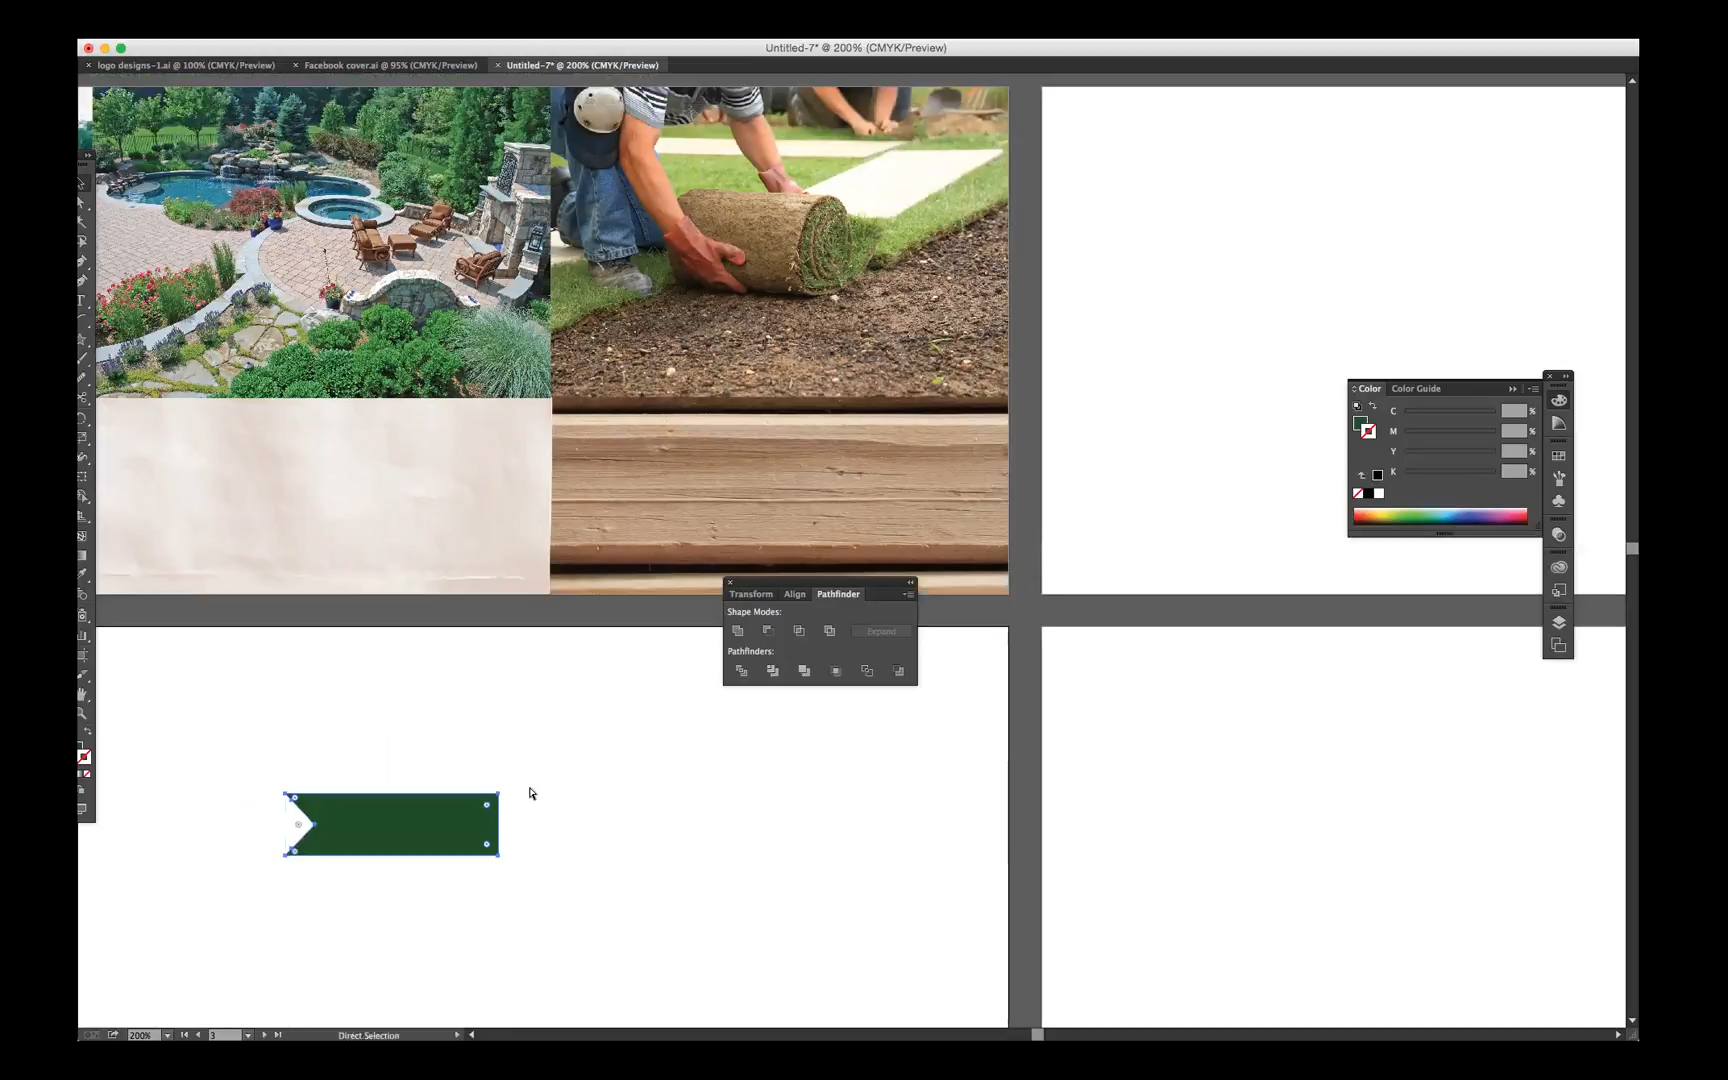 Untitled-7* @ 200% (CMYK/Preview)
logo designs-1.ai @ 100% (CMYK/Preview)
Facebook cover.ai @ 95% (CMYK/Preview)
Untitled-7* @ 200% (CMYK/Preview)
Color
Color Guide
C %
M %
Y %
K %
Transform
Align
Pathfinder
Shape Modes:
Expand
Pathfinders:
200%
3
Direct Selection